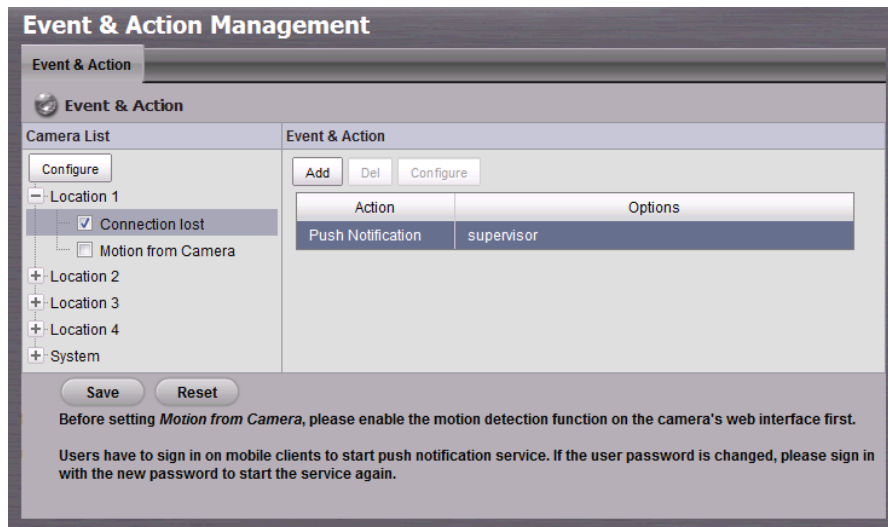 Event & Action Management
Event & Action
Event & Action
Camera List
Event & Action
Configure
Add Del Configure
Location 1
Action Options
Connection lost
Push Notification supervisor
Motion from Camera
Location 2
Location 3
Location 4
System
Save Reset
Before setting Motion from Camera, please enable the motion detection function on the camera's web interface first.
Users have to sign in on mobile clients to start push notification service. If the user password is changed, please sign in
with the new password to start the service again.